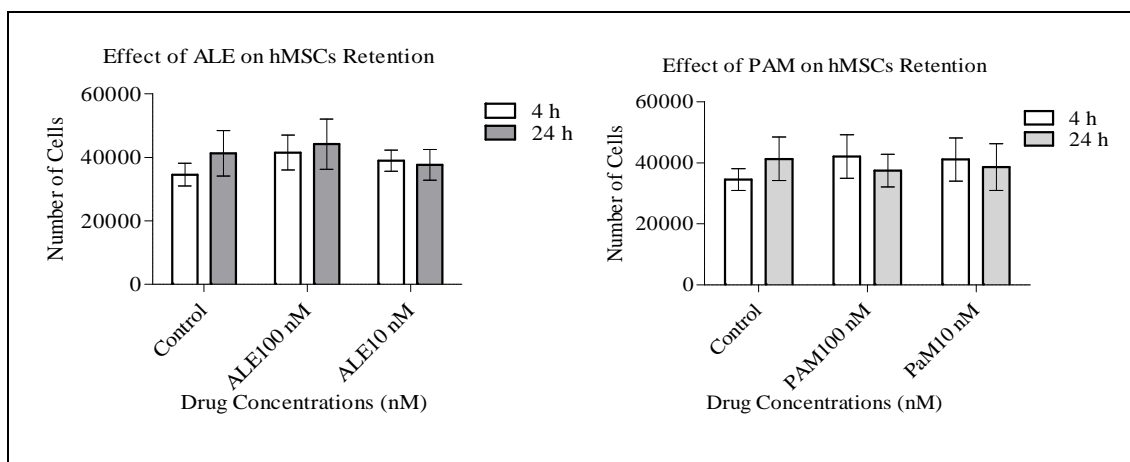 Effect of ALE on hMSCs Retention
60000
40000
20000
0
Number of Cells
4 h
24 h
Control
ALE100 nM
ALE10 nM
Drug Concentrations (nM)
Effect of PAM on hMSCs Retention
60000
40000
20000
0
Number of Cells
4 h
24 h
Control
PAM100 nM
PaM10 nM
Drug Concentrations (nM)